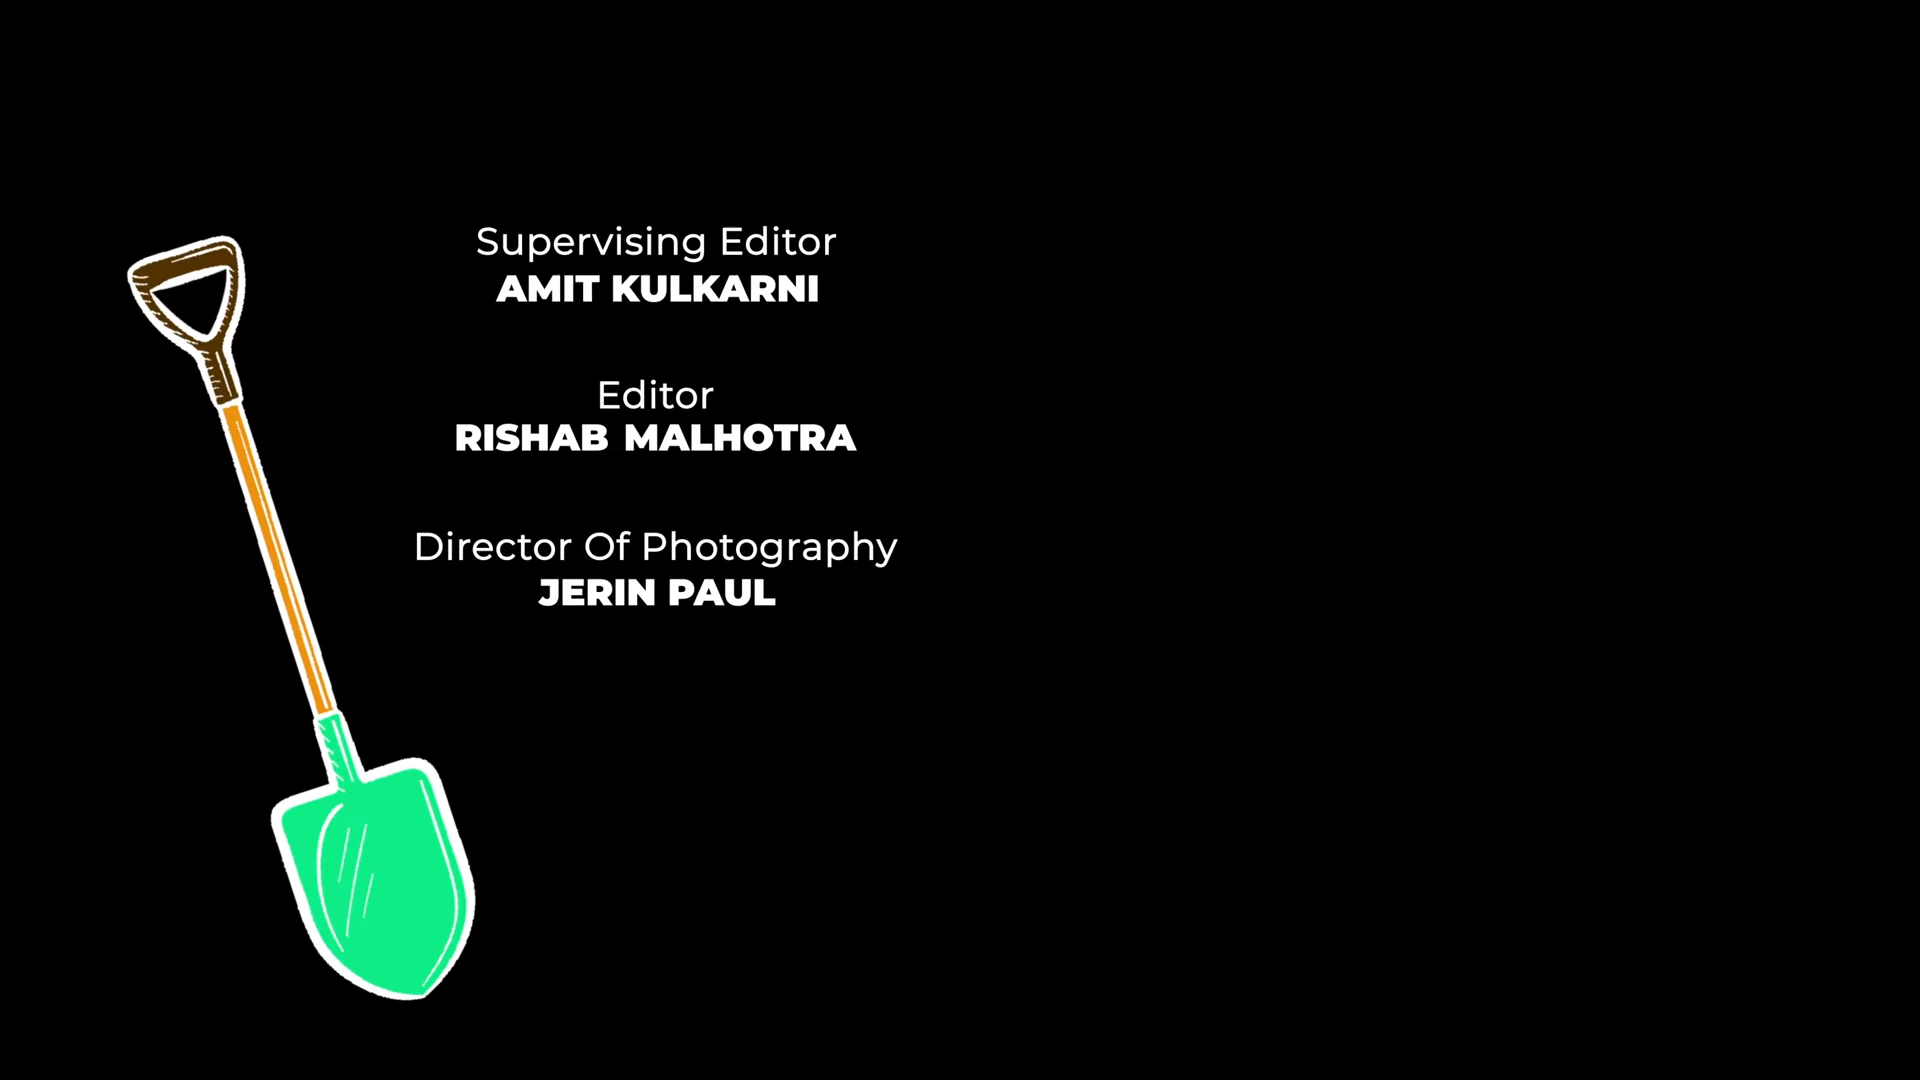 Supervising Editor
AMIT KULKARNI
Editor
RISHAB MALHOTRA
Director Of Photography
JERIN PAUL